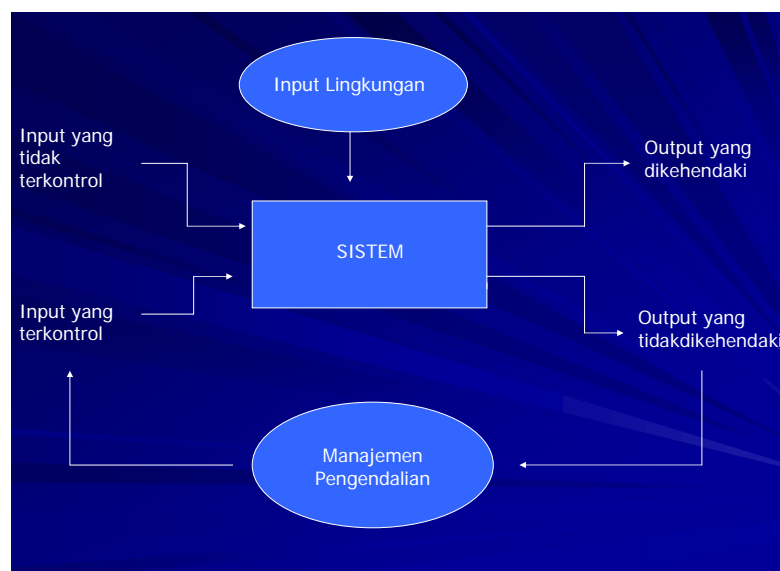 Input Lingkungan
Input yang
tidak
terkontrol
Output yang
dikehendaki
SISTEM
Input yang
terkontrol
Output yang
tidakdikehendaki
Manajemen
Pengendalian